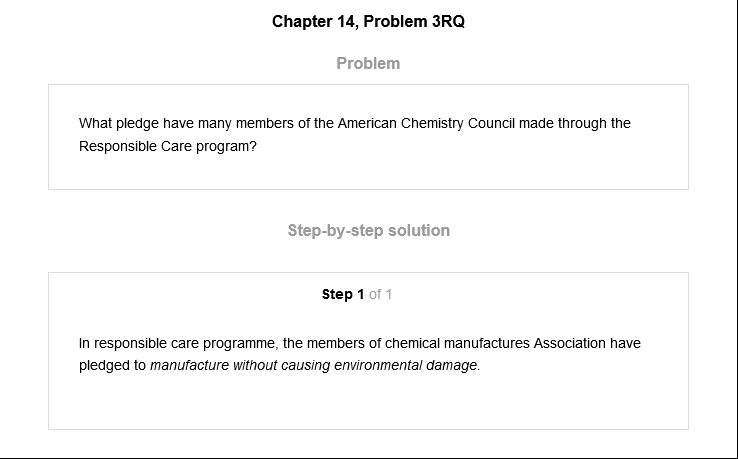 Chapter 14, Problem 3RQ
Problem
What pledge have many members of the American Chemistry Council made through the
Responsible Care program?
Step-by-step solution
Step 1 of 1
In responsible care programme, the members of chemical manufactures Association have
pledged to manufacture without causing environmental damage.